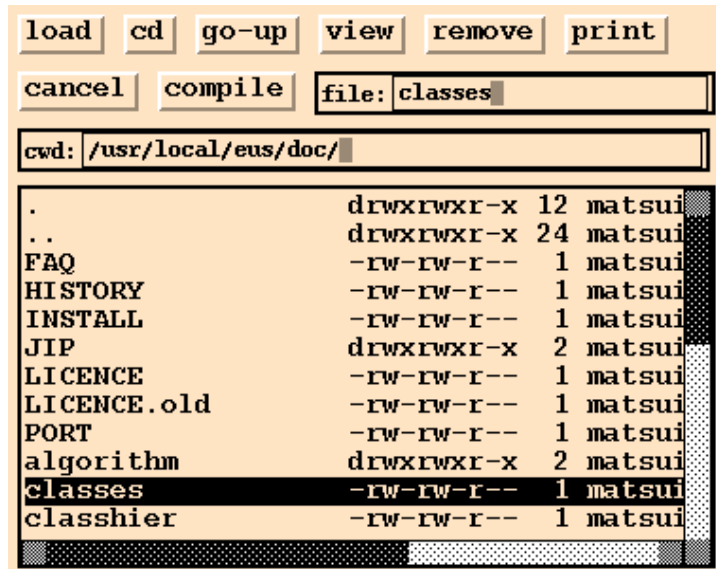 load cd go-up view remove print
cancel compile file: classes
cwd: /usr/local/eus/doc/
. drwxrwxr-x 12 matsui
.. drwxrwxr-x 24 matsui
FAQ -rw-rw-r-- 1 matsui
HISTORY -rw-rw-r-- 1 matsui
INSTALL -rw-rw-r-- 1 matsui
JIP drwxrwxr-x 2 matsui
LICENCE -rw-rw-r-- 1 matsui
LICENCE.old -rw-rw-r-- 1 matsui
PORT -rw-rw-r-- 1 matsui
algorithm drwxrwxr-x 2 matsui
classes -rw-rw-r-- 1 matsui
classhier -rw-rw-r-- 1 matsui